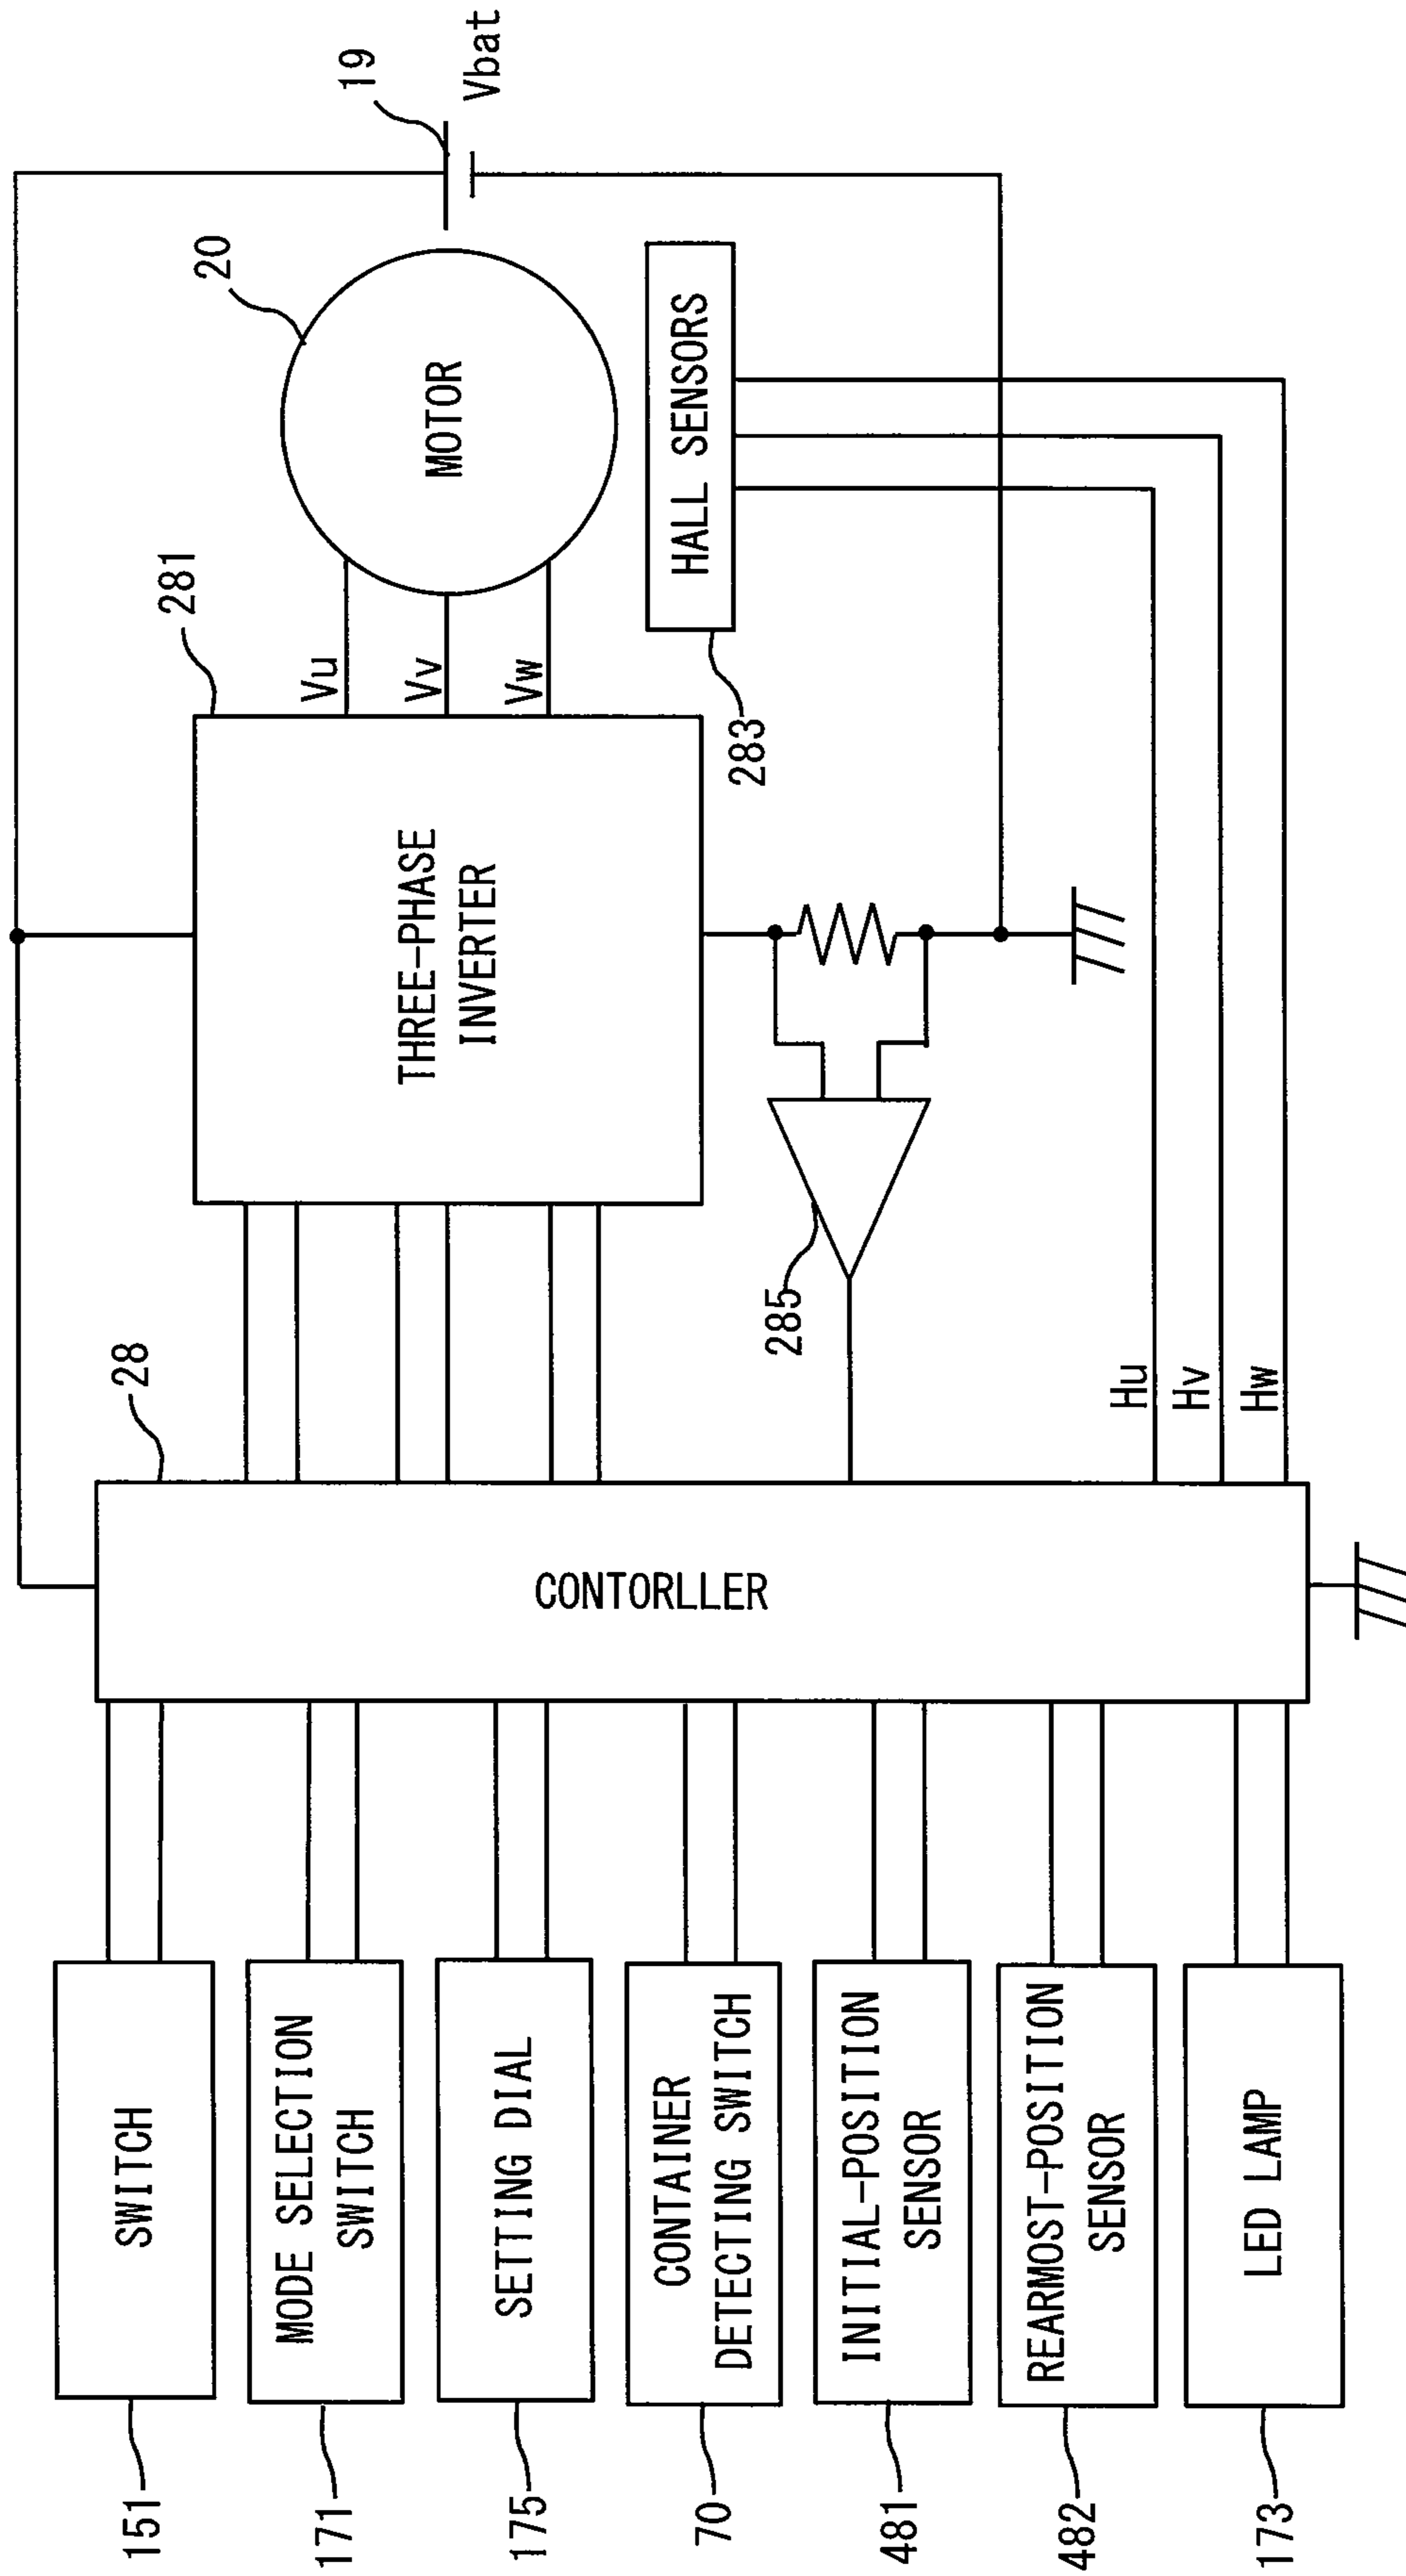 151
SWITCH
171
MODE SELECTION
SWITCH
175
SETTING DIAL
70
CONTAINER
DETECTING SWITCH
481
INITIAL-POSITION
SENSOR
482
REARMOST-POSITION
SENSOR
173
LED LAMP
28
CONTORLLER
281
THREE-PHASE
INVERTER
Vu
Vv
Vw
20
MOTOR
19
Vbat
283
HALL SENSORS
285
Hu
Hv
Hw